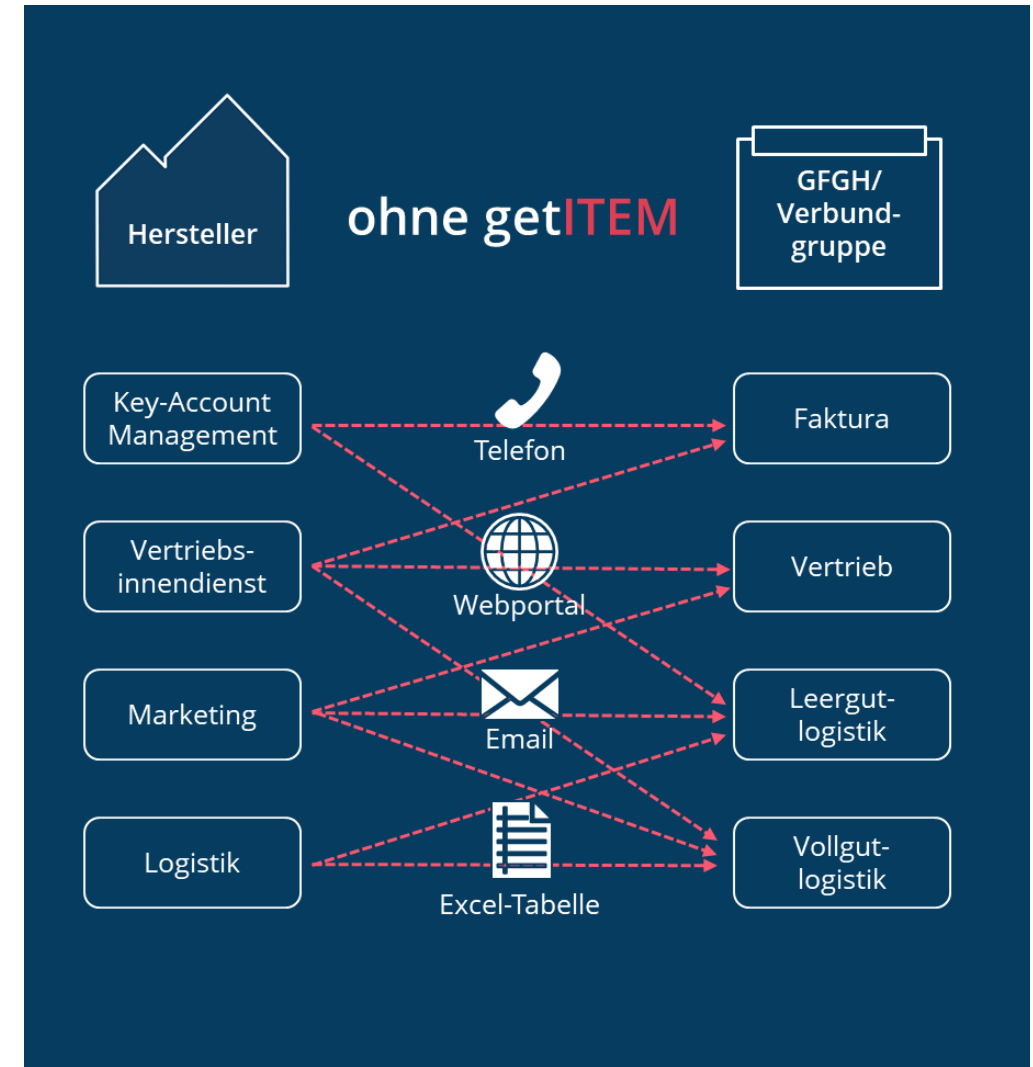 Hersteller
ohne getITEM
GFGH/
Verbund-
gruppe
Key-Account
Management
Telefon
Faktura
Vertriebs-
innendienst
Webportal
Vertrieb
Marketing
Email
Leergut-
logistik
Logistik
Excel-Tabelle
Vollgut-
logistik